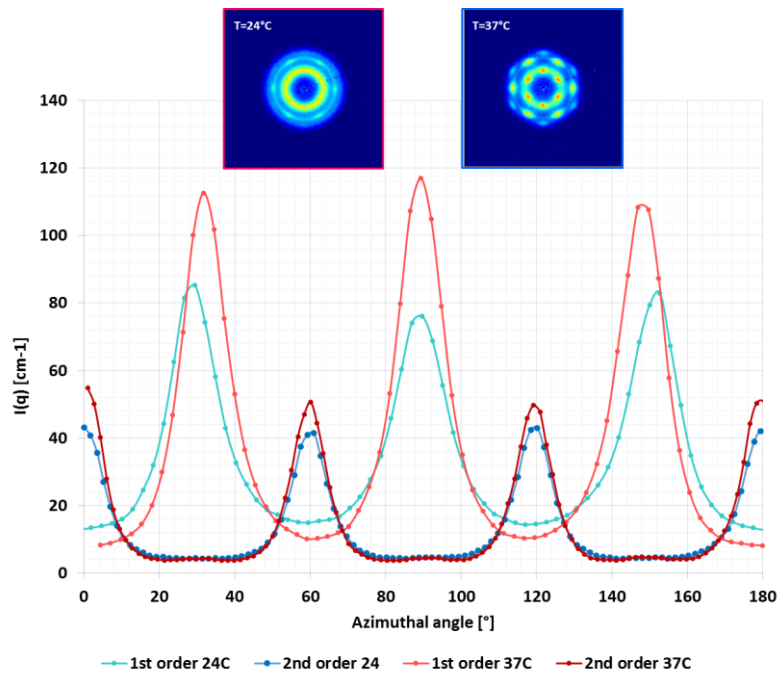 T=24°C
T=37°C
140
120
100
80
60
40
20
0
I(q) [cm-1]
0 20 40 60 80 100 120 140 160 180
Azimuthal angle [°]
1st order 24C 2nd order 24 1st order 37C 2nd order 37C